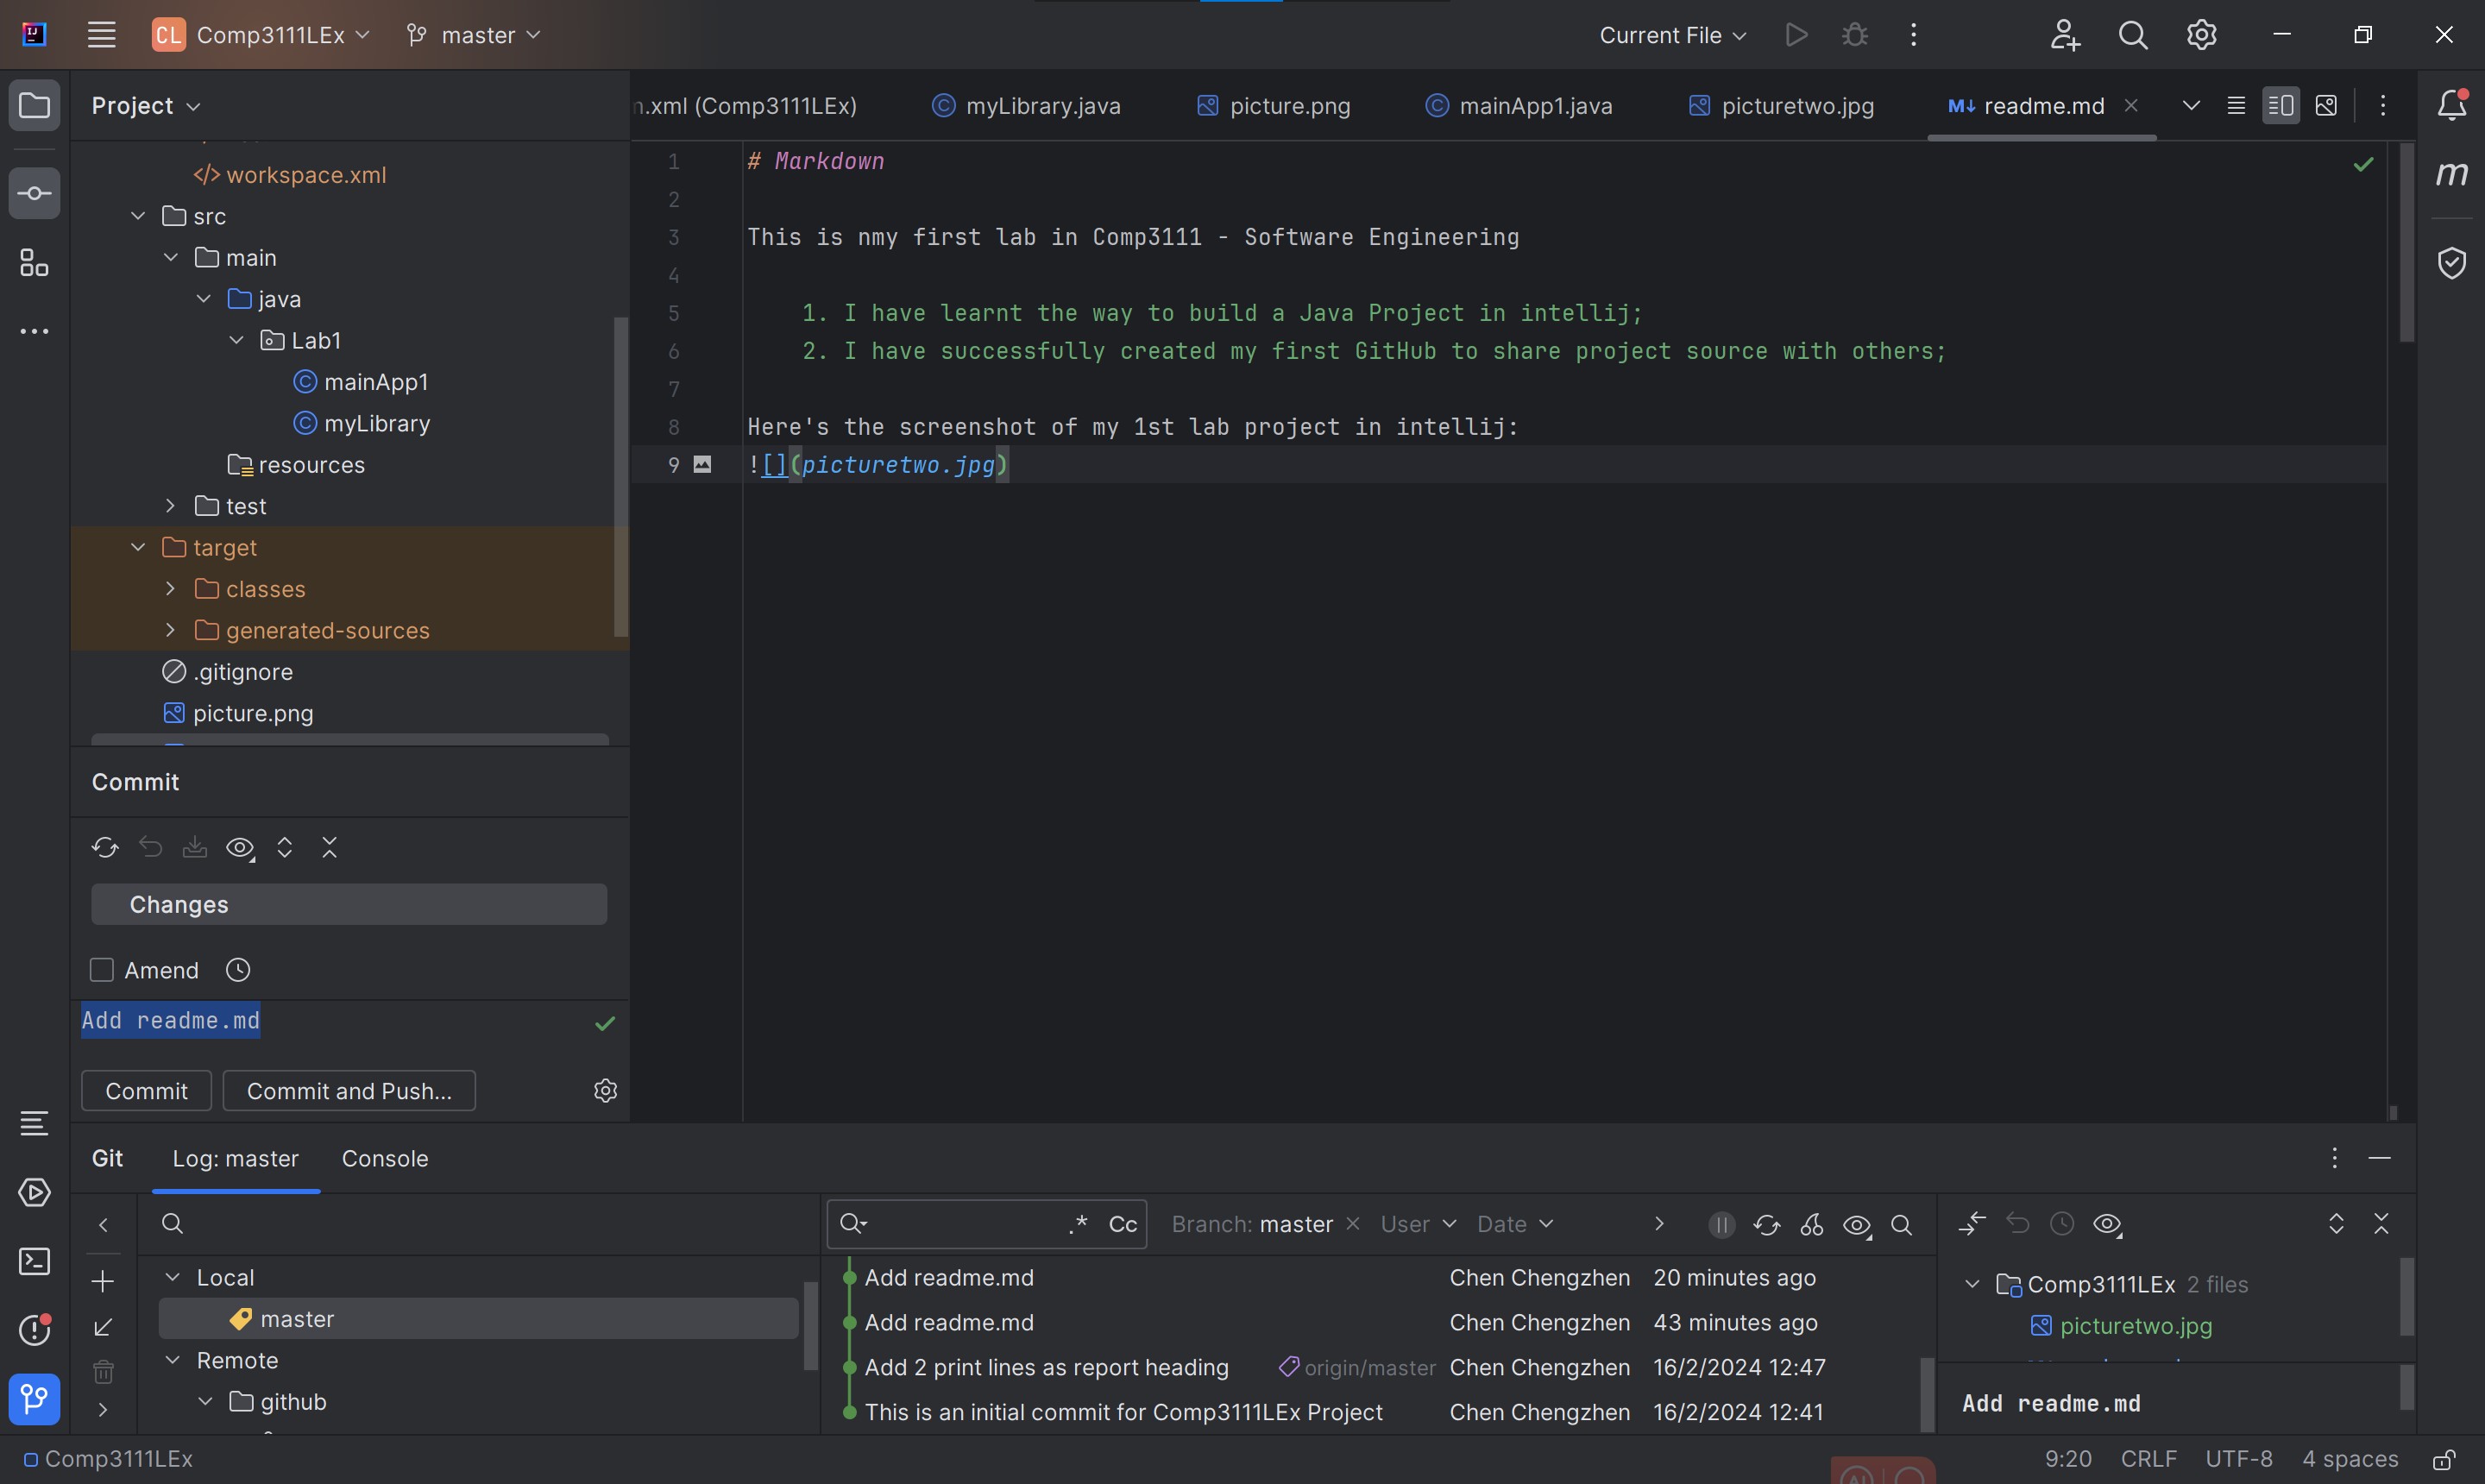 CL Comp3111LEx master Current File
Project
n.xml (Comp3111LEx) myLibrary.java picture.png mainApp1.java picturetwo.jpg M↓ readme.md
workspace.xml
src
main
java
Lab1
mainApp1
myLibrary
resources
test
target
classes
generated-sources
.gitignore
picture.png
1 # Markdown
2
3 This is nmy first lab in Comp3111 - Software Engineering
4
5 1. I have learnt the way to build a Java Project in intellij;
6 2. I have successfully created my first GitHub to share project source with others;
7
8 Here's the screenshot of my 1st lab project in intellij:
9 ![](picturetwo.jpg)
m
Commit
Changes
Amend
Add readme.md
Commit Commit and Push...
Git Log: master Console
.* Cc Branch: master User Date
Local
master
Remote
github
Add readme.md Chen Chengzhen 20 minutes ago
Add readme.md Chen Chengzhen 43 minutes ago
Add 2 print lines as report heading origin/master Chen Chengzhen 16/2/2024 12:47
This is an initial commit for Comp3111LEx Project Chen Chengzhen 16/2/2024 12:41
Comp3111LEx 2 files
picturetwo.jpg
Add readme.md
Comp3111LEx 9:20 CRLF UTF-8 4 spaces